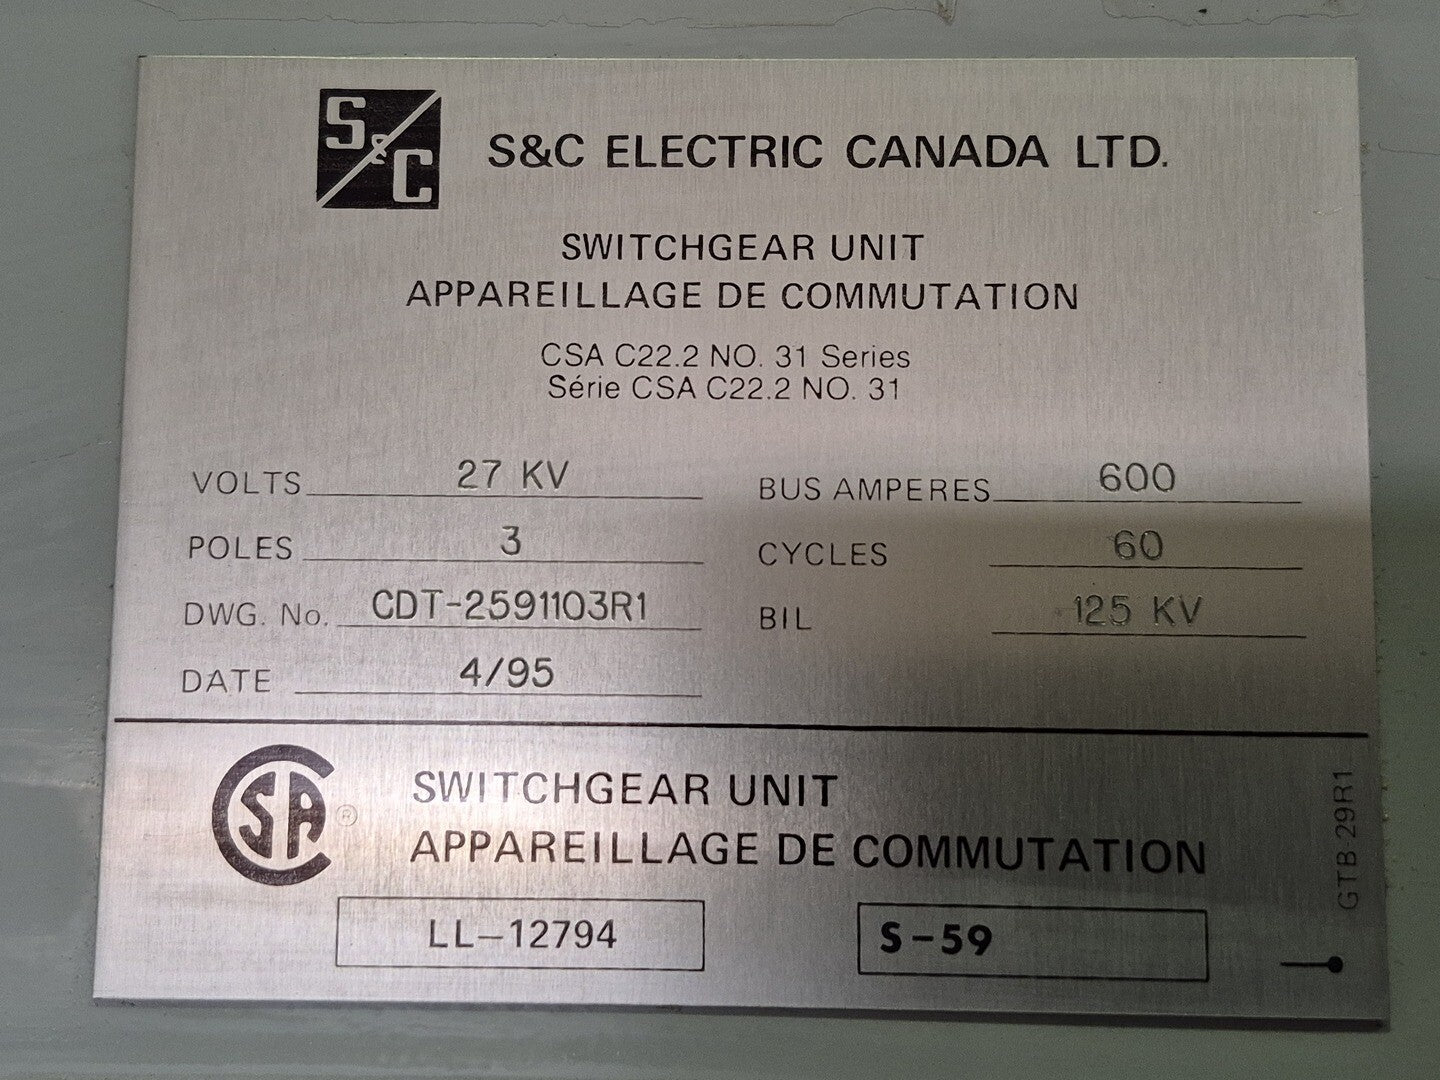 S&C
S&C ELECTRIC CANADA LTD.
SWITCHGEAR UNIT
APPAREILLAGE DE COMMUTATION
CSA C22.2 NO. 31 Series
Série CSA C22.2 NO. 31
VOLTS 27 KV
BUS AMPERES 600
POLES 3
CYCLES 60
DWG. No. CDT-2591103R1
BIL 125 KV
DATE 4/95
CSA ®
SWITCHGEAR UNIT
APPAREILLAGE DE COMMUTATION
LL-12794
S-59
GTB 29R1